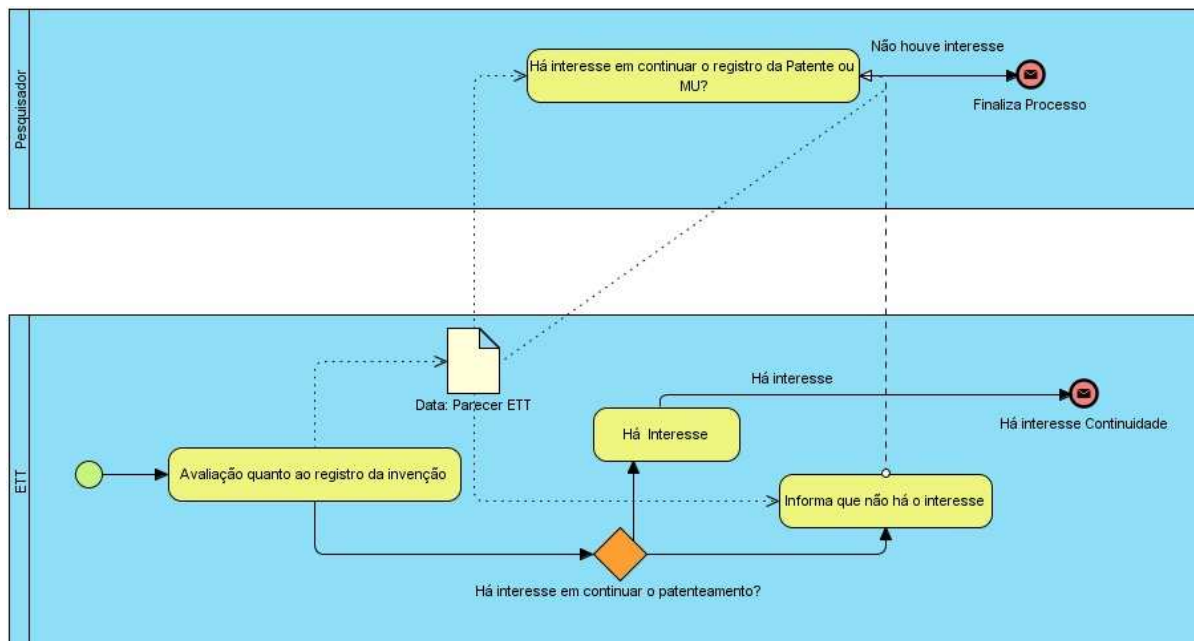 Pesquisador
Há interesse em continuar o registro da Patente ou
MU?
Não houve interesse
Finaliza Processo
ETT
Data: Parecer ETT
Há interesse
Há interesse Continuidade
Há  Interesse
Avaliação quanto ao registro da invenção
Informa que não há o interesse
Há interesse em continuar o patenteamento?